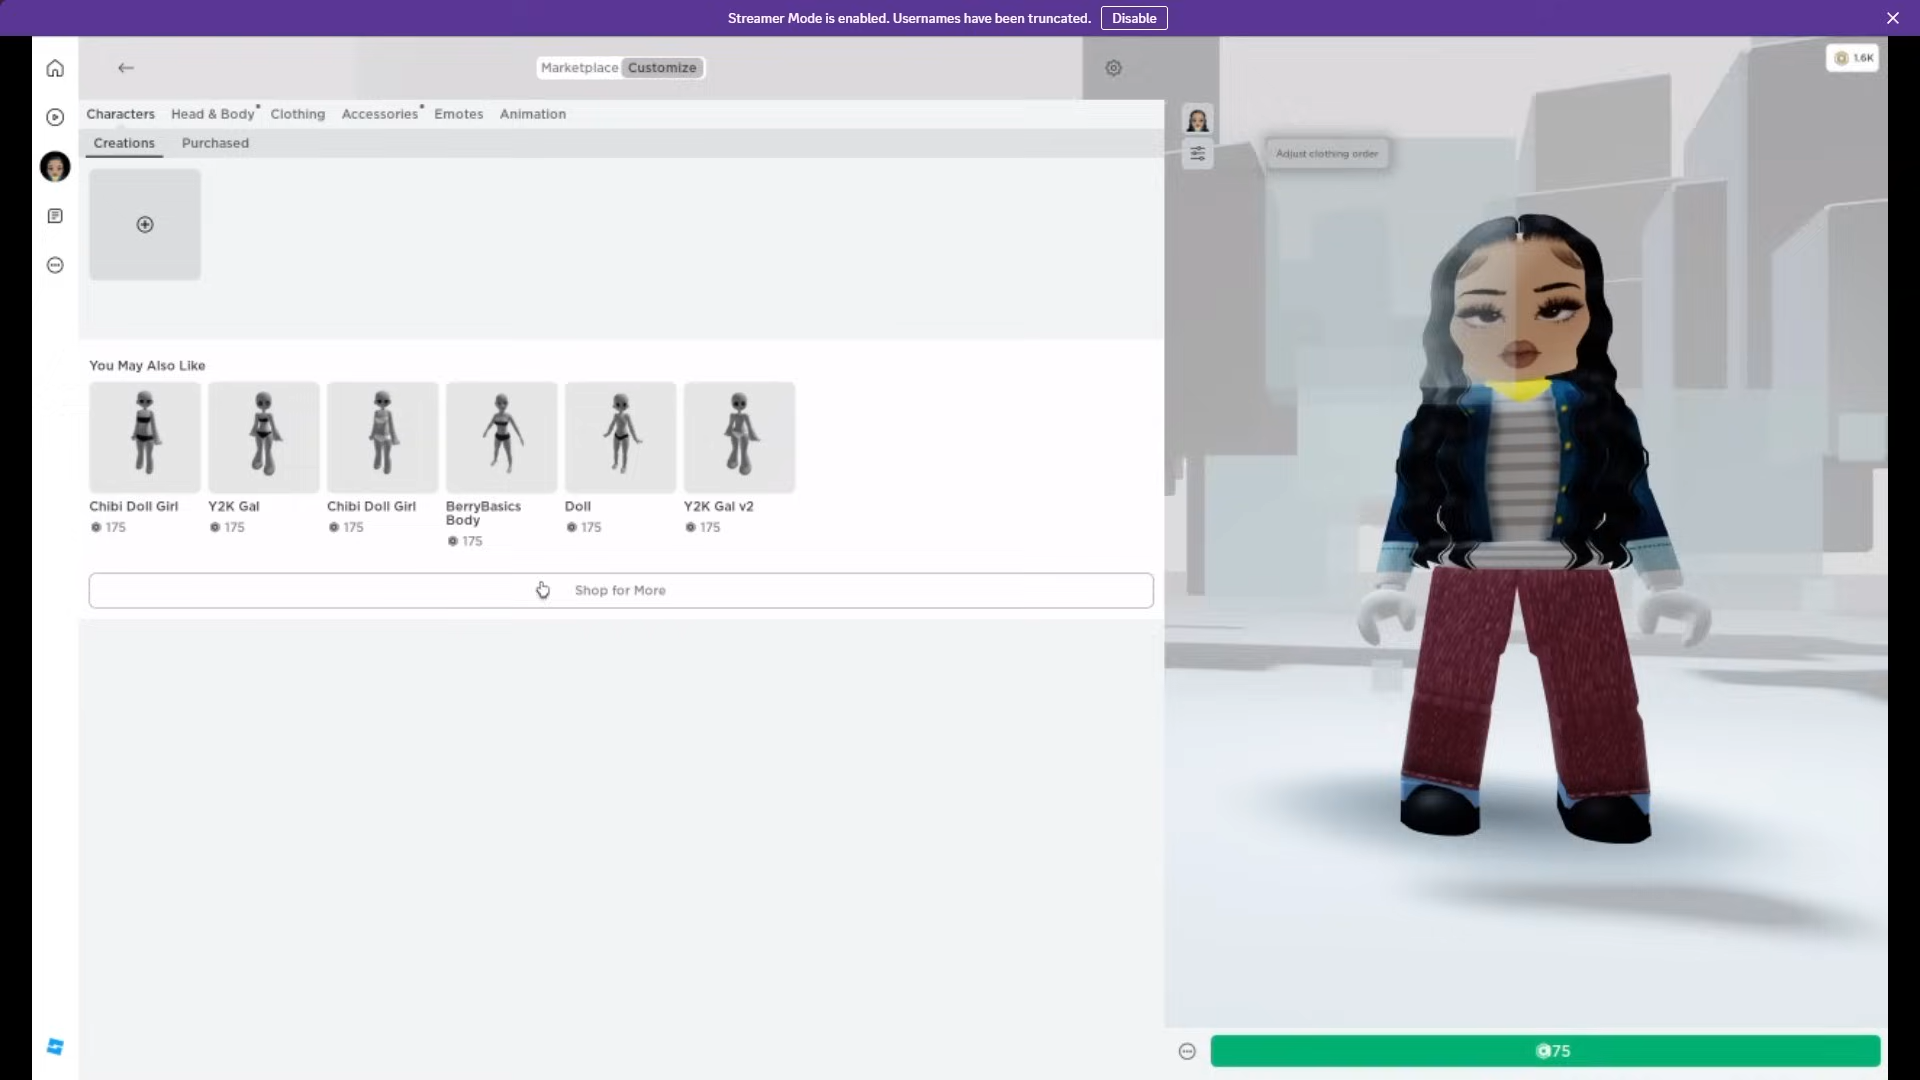 Streamer Mode is enabled. Usernames have been truncated. Disable
Marketplace Customize
1.6K
Characters Head & Body Clothing Accessories Emotes Animation
Creations Purchased
Adjust clothing order
You May Also Like
Chibi Doll Girl Y2K Gal Chibi Doll Girl BerryBasics Body Doll Y2K Gal v2
175 175 175 175 175 175
Shop for More
75